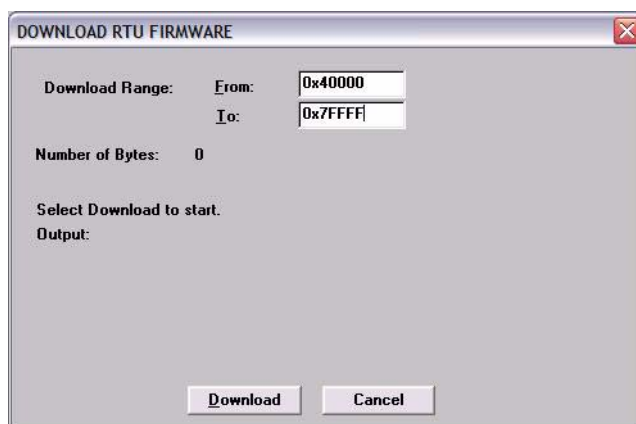 DOWNLOAD RTU FIRMWARE
Download Range: From: 0x40000
To: 0x7FFFF
Number of Bytes: 0
Select Download to start.
Output:
Download Cancel